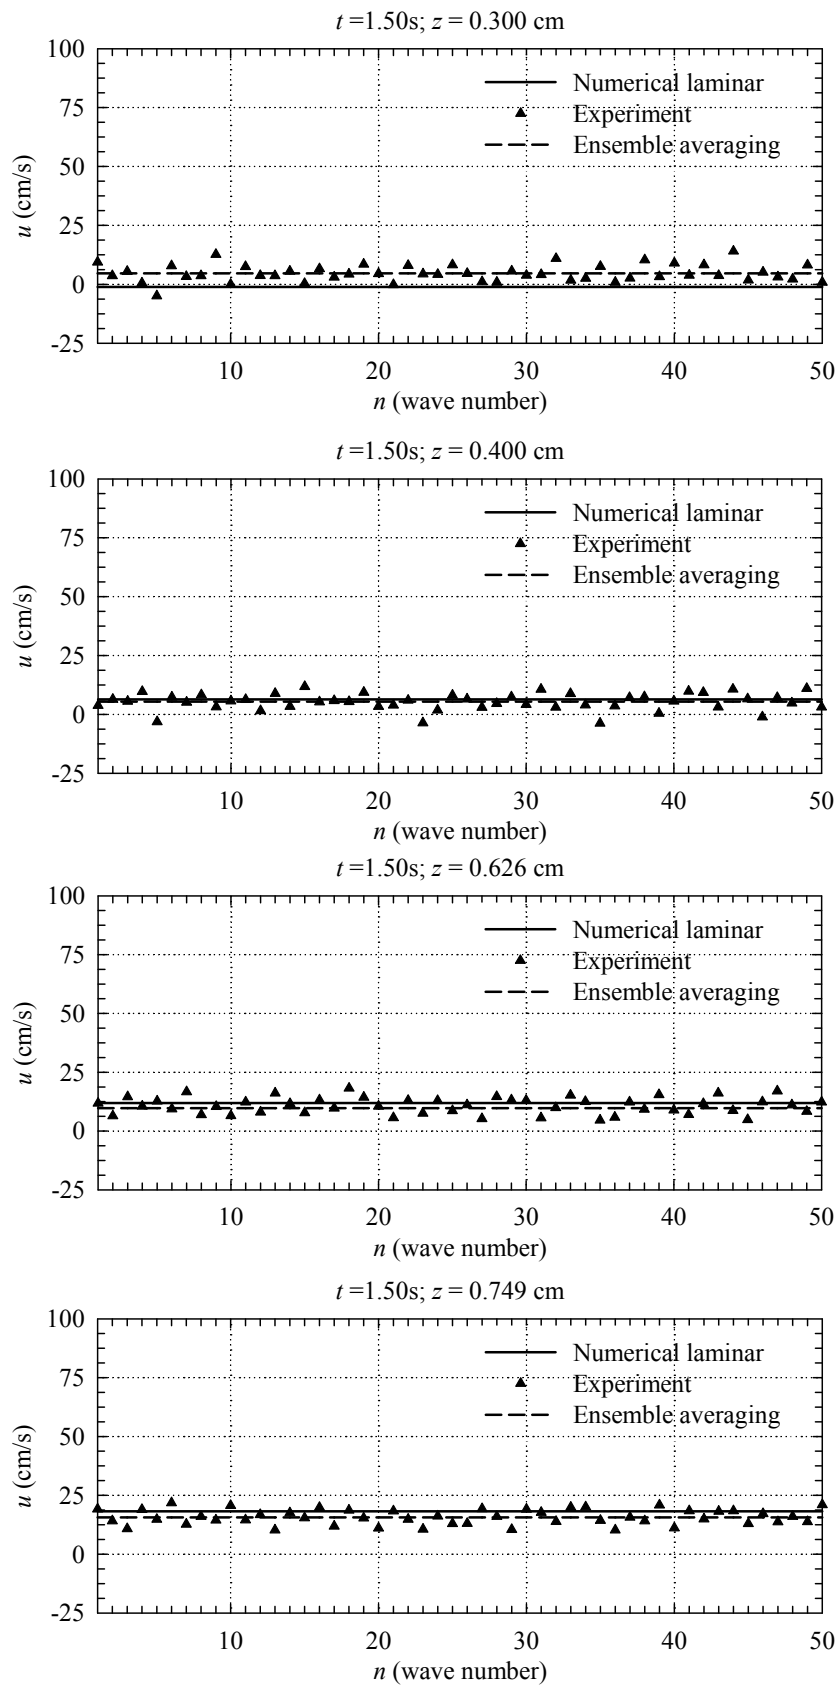 t =1.50s; z = 0.300 cm
100
Numerical laminar
75
Experiment
Ensemble averaging
50
u (cm/s)
25
0
-25
10 20 30 40 50
n (wave number)
t =1.50s; z = 0.400 cm
100
Numerical laminar
75
Experiment
Ensemble averaging
50
u (cm/s)
25
0
-25
10 20 30 40 50
n (wave number)
t =1.50s; z = 0.626 cm
100
Numerical laminar
75
Experiment
Ensemble averaging
50
u (cm/s)
25
0
-25
10 20 30 40 50
n (wave number)
t =1.50s; z = 0.749 cm
100
Numerical laminar
75
Experiment
Ensemble averaging
50
u (cm/s)
25
0
-25
10 20 30 40 50
n (wave number)